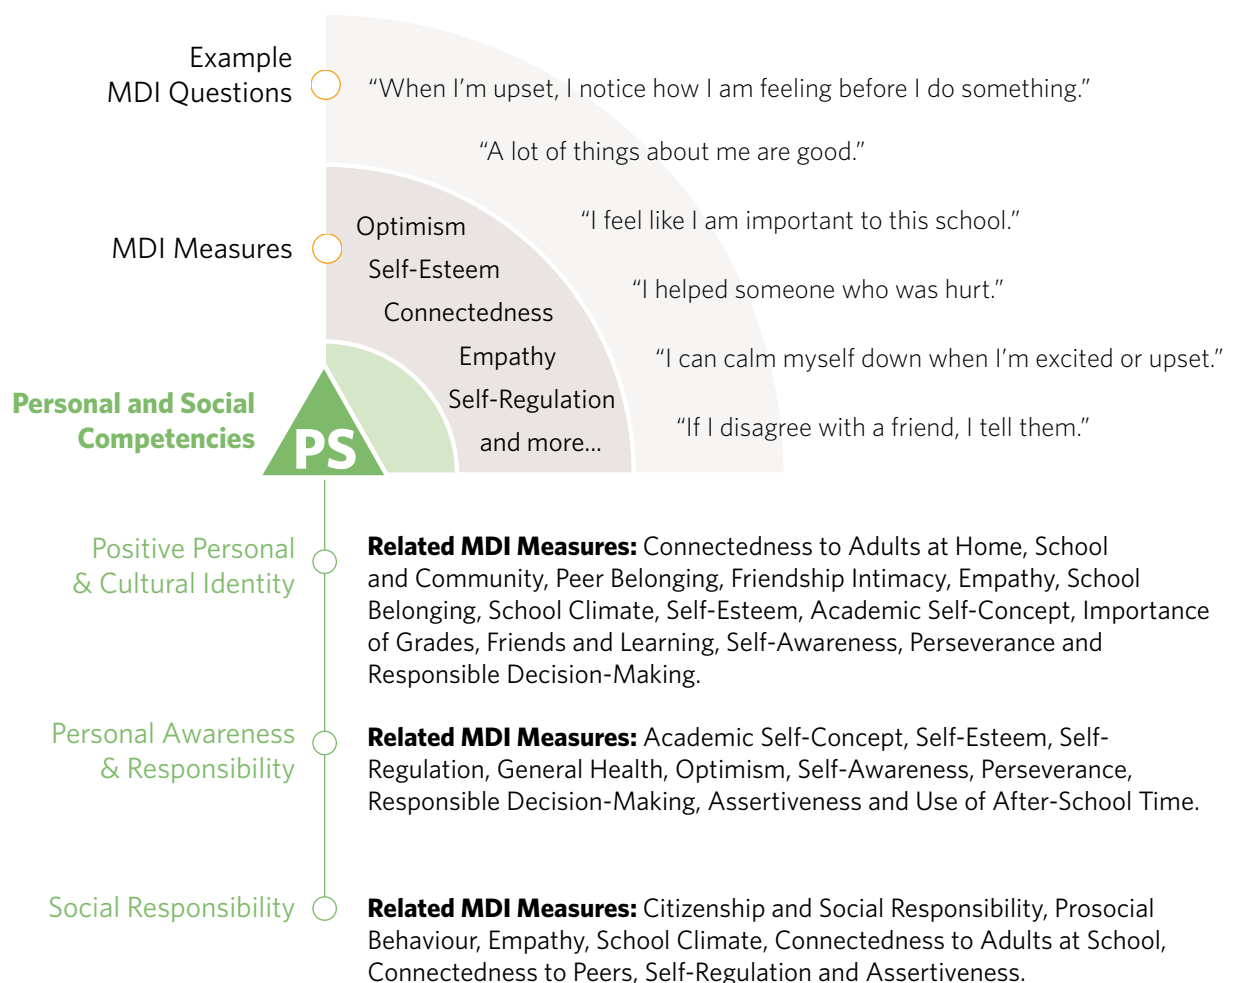 Example
MDI Questions
“When I’m upset, I notice how I am feeling before I do something.”
“A lot of things about me are good.”
“I feel like I am important to this school.”
“I helped someone who was hurt.”
“I can calm myself down when I’m excited or upset.”
“If I disagree with a friend, I tell them.”
MDI Measures
Optimism
Self-Esteem
Connectedness
Empathy
Self-Regulation
and more...
Personal and Social
Competencies
PS
Positive Personal
& Cultural Identity
Related MDI Measures: Connectedness to Adults at Home, School
and Community, Peer Belonging, Friendship Intimacy, Empathy, School
Belonging, School Climate, Self-Esteem, Academic Self-Concept, Importance
of Grades, Friends and Learning, Self-Awareness, Perseverance and
Responsible Decision-Making.
Personal Awareness
& Responsibility
Related MDI Measures: Academic Self-Concept, Self-Esteem, Self-
Regulation, General Health, Optimism, Self-Awareness, Perseverance,
Responsible Decision-Making, Assertiveness and Use of After-School Time.
Social Responsibility
Related MDI Measures: Citizenship and Social Responsibility, Prosocial
Behaviour, Empathy, School Climate, Connectedness to Adults at School,
Connectedness to Peers, Self-Regulation and Assertiveness.